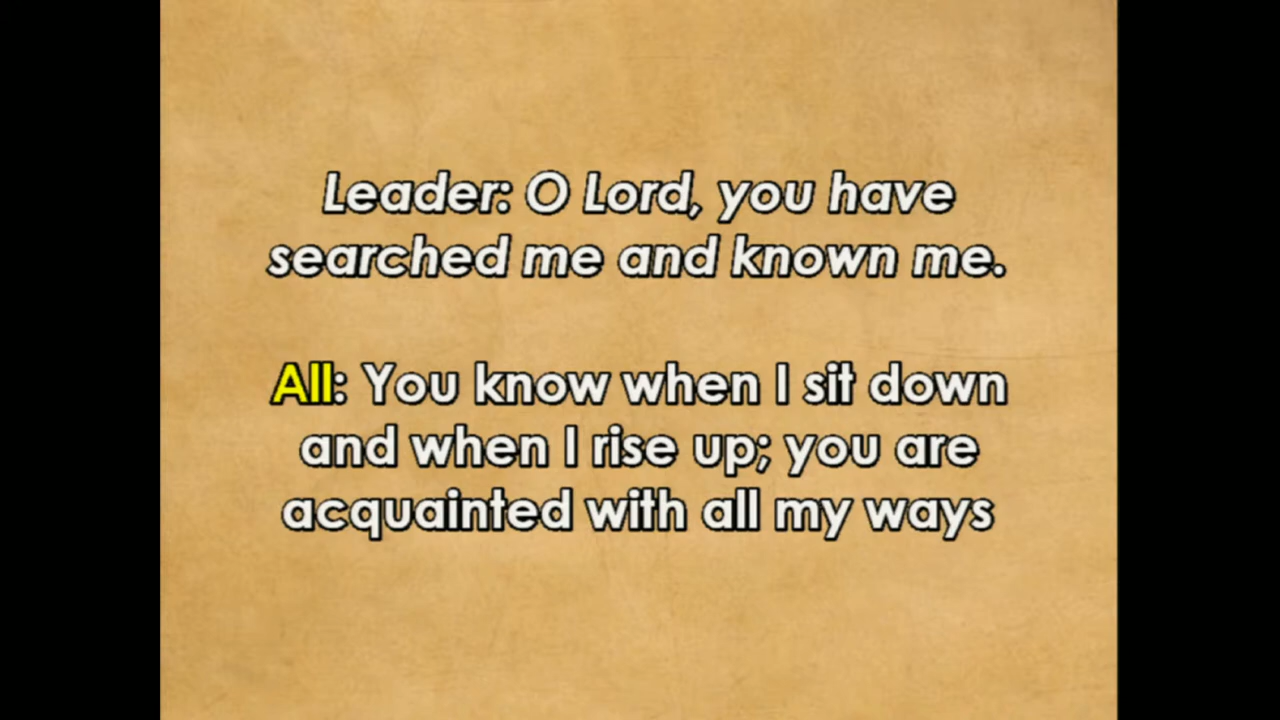 Leader: O Lord, you have
searched me and known me.
All: You know when I sit down
and when I rise up; you are
acquainted with all my ways